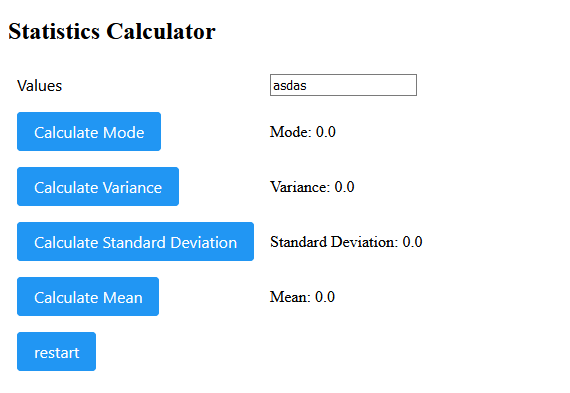 Statistics Calculator
Values asdas
Calculate Mode Mode: 0.0
Calculate Variance Variance: 0.0
Calculate Standard Deviation Standard Deviation: 0.0
Calculate Mean Mean: 0.0
restart